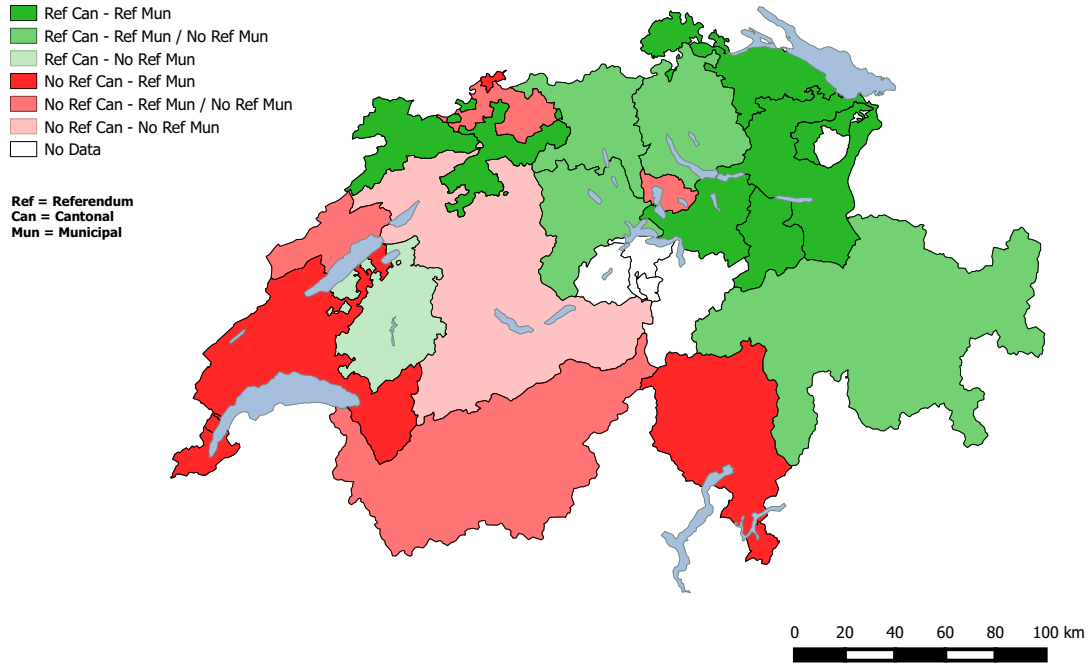 Ref Can - Ref Mun
Ref Can - Ref Mun / No Ref Mun
Ref Can - No Ref Mun
No Ref Can - Ref Mun
No Ref Can - Ref Mun / No Ref Mun
No Ref Can - No Ref Mun
No Data
Ref = Referendum
Can = Cantonal
Mun = Municipal
0 20 40 60 80 100 km